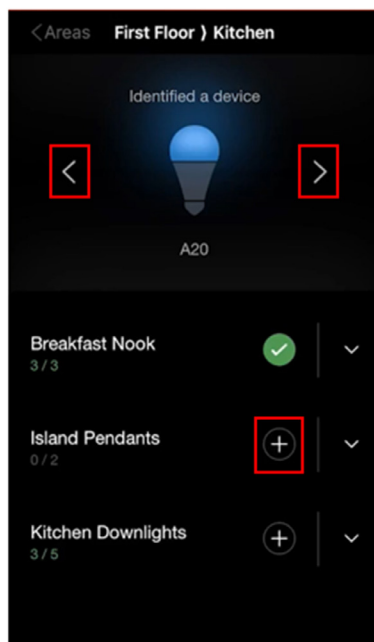 Areas First Floor ⟩ Kitchen
Identified a device
A20
Breakfast Nook
3 / 3
Island Pendants
0 / 2
Kitchen Downlights
3 / 5